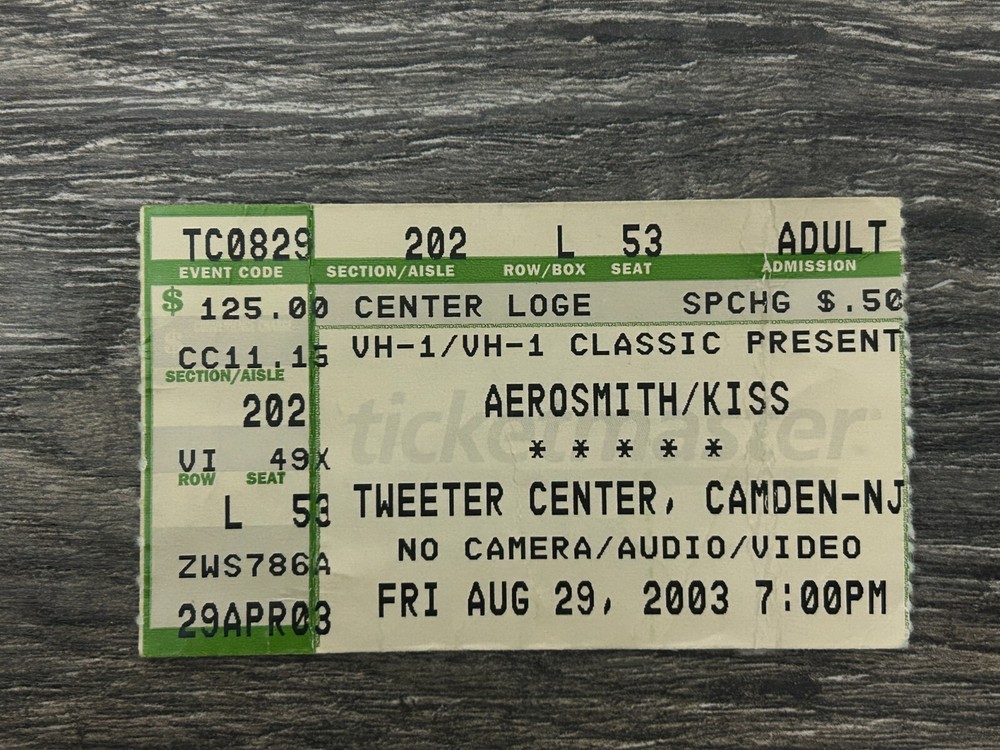 TC0829 202 L 53 ADULT
EVENT CODE SECTION/AISLE ROW/BOX SEAT ADMISSION
$ 125.00 CENTER LOGE SPCHG $.50
CC11.15 VH-1/VH-1 CLASSIC PRESENT
SECTION/AISLE
202 AEROSMITH/KISS
ticketmaster
VI 49X * * * * *
ROW SEAT
L 53 TWEETER CENTER, CAMDEN-NJ
ZWS786A NO CAMERA/AUDIO/VIDEO
29APR03 FRI AUG 29, 2003 7:00PM